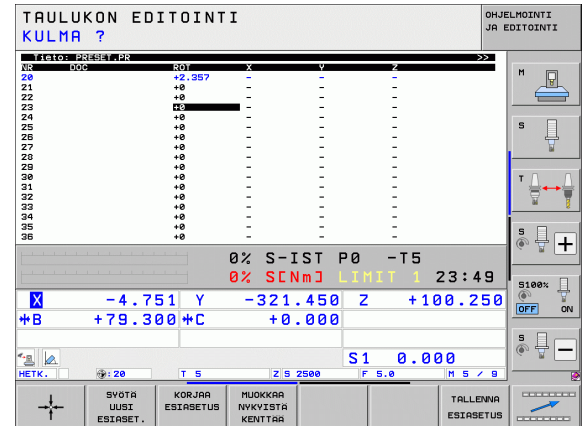 TAULUKON EDITOINTI
KULMA ?
OHJELMOINTI
JA EDITOINTI
Tieto: PRESET.PR >>
NR DOC ROT X Y Z
20 +2.357 - - -
21 +0 - - -
22 +0 - - -
23 +0 - - -
24 +0 - - -
25 +0 - - -
26 +0 - - -
27 +0 - - -
28 +0 - - -
29 +0 - - -
30 +0 - - -
31 +0 - - -
32 +0 - - -
33 +0 - - -
34 +0 - - -
35 +0 - - -
36 +0 - - -
0% S-IST P0 -T5
0% S[Nm] LIMIT 1 23:49
X -4.751 Y -321.450 Z +100.250
B +79.300 C +0.000
S1 0.000
HETK. : 20 T 5 Z S 2500 F 5.0 M 5 / 9
M
S
T
S
S100%
OFF ON
S
SYÖTÄ
UUSI
ESIASET.
KORJAA
ESIASETUS
MUOKKAA
NYKYISTÄ
KENTTÄÄ
TALLENNA
ESIASETUS